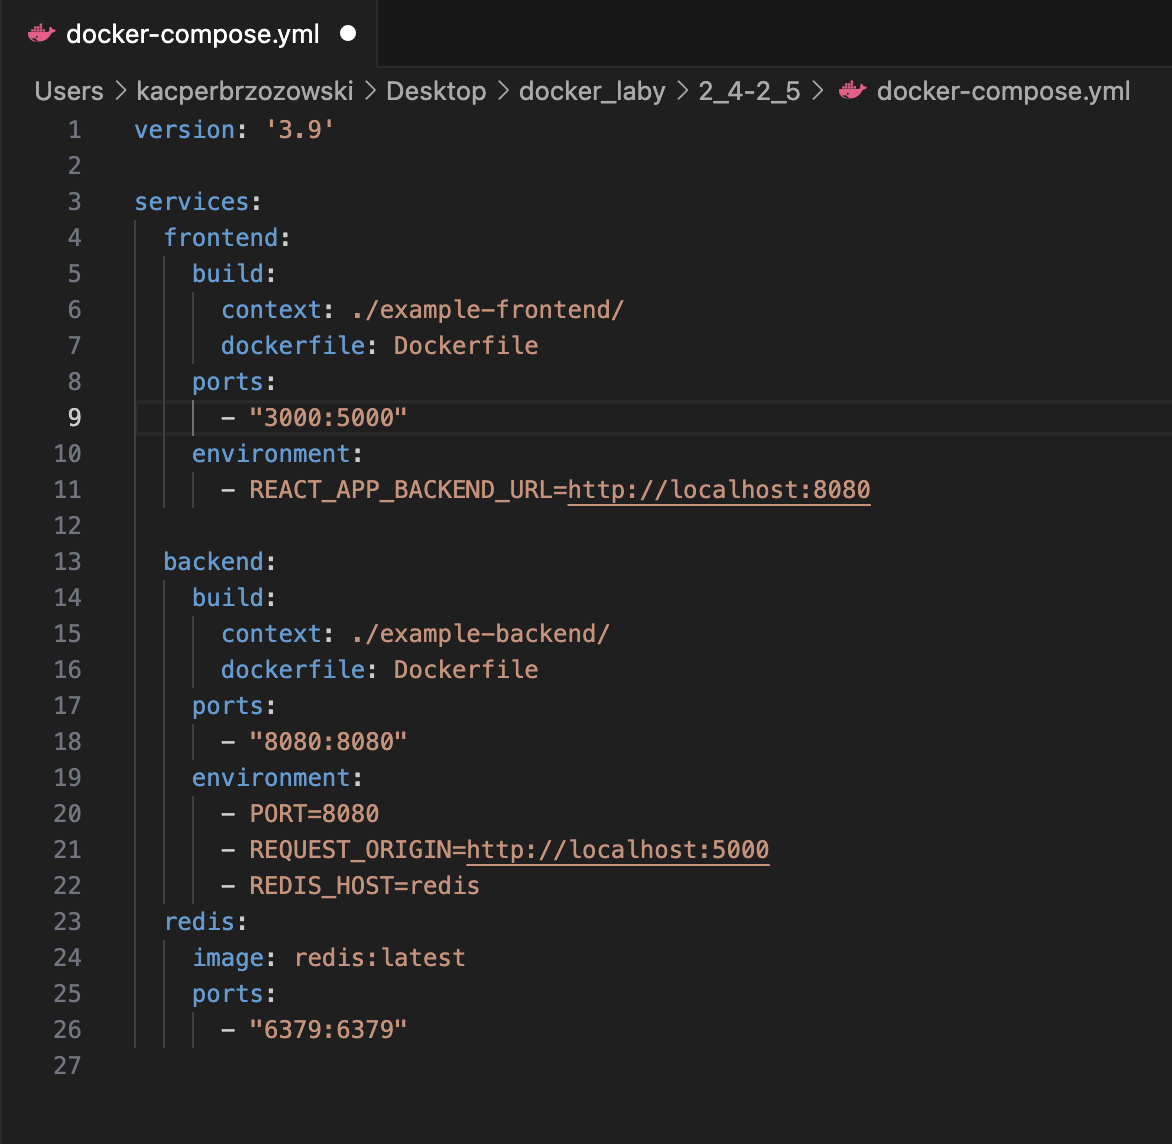 docker-compose.yml
Users > kacperbrzozowski > Desktop > docker_laby > 2_4-2_5 > docker-compose.yml
1 version: '3.9'
2
3 services:
4   frontend:
5     build:
6       context: ./example-frontend/
7       dockerfile: Dockerfile
8     ports:
9       - "3000:5000"
10     environment:
11       - REACT_APP_BACKEND_URL=http://localhost:8080
12
13   backend:
14     build:
15       context: ./example-backend/
16       dockerfile: Dockerfile
17     ports:
18       - "8080:8080"
19     environment:
20       - PORT=8080
21       - REQUEST_ORIGIN=http://localhost:5000
22       - REDIS_HOST=redis
23   redis:
24     image: redis:latest
25     ports:
26       - "6379:6379"
27